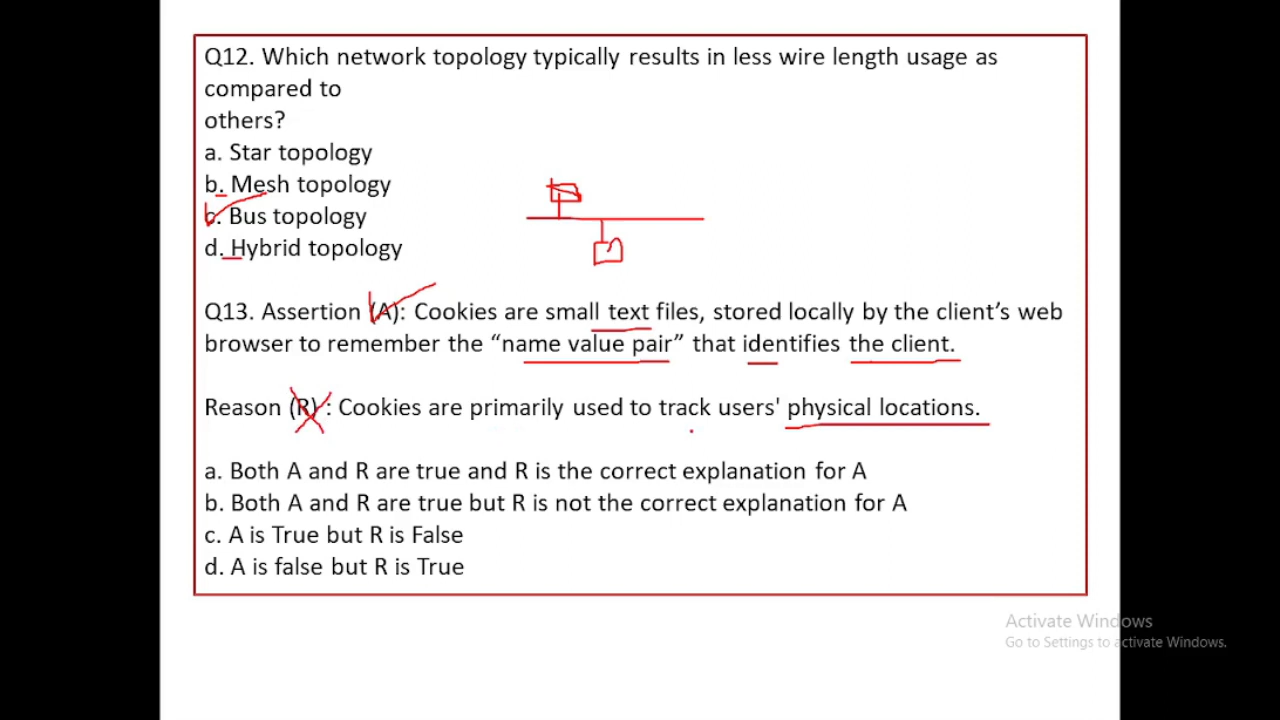 Q12. Which network topology typically results in less wire length usage as
compared to
others?
a. Star topology
b. Mesh topology
c. Bus topology
d. Hybrid topology
Q13. Assertion (A): Cookies are small text files, stored locally by the client’s web
browser to remember the “name value pair” that identifies the client.
Reason (R) : Cookies are primarily used to track users' physical locations.
a. Both A and R are true and R is the correct explanation for A
b. Both A and R are true but R is not the correct explanation for A
c. A is True but R is False
d. A is false but R is True
Activate Windows
Go to Settings to activate Windows.